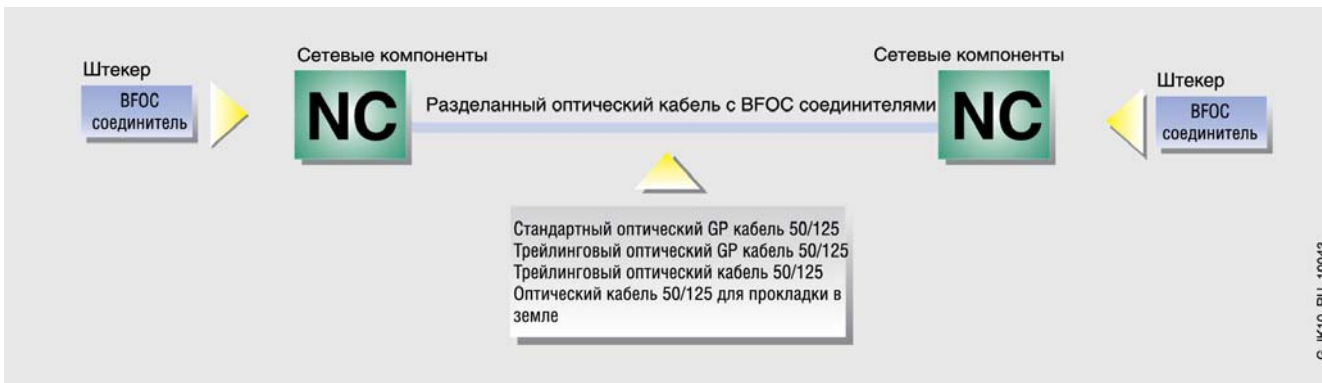 Штекер
BFOC
соединитель
Сетевые компоненты
NC
Разделанный оптический кабель с BFOC соединителями
Сетевые компоненты
NC
Штекер
BFOC
соединитель
Стандартный оптический GP кабель 50/125
Трейлинговый оптический GP кабель 50/125
Трейлинговый оптический кабель 50/125
Оптический кабель 50/125 для прокладки в
земле